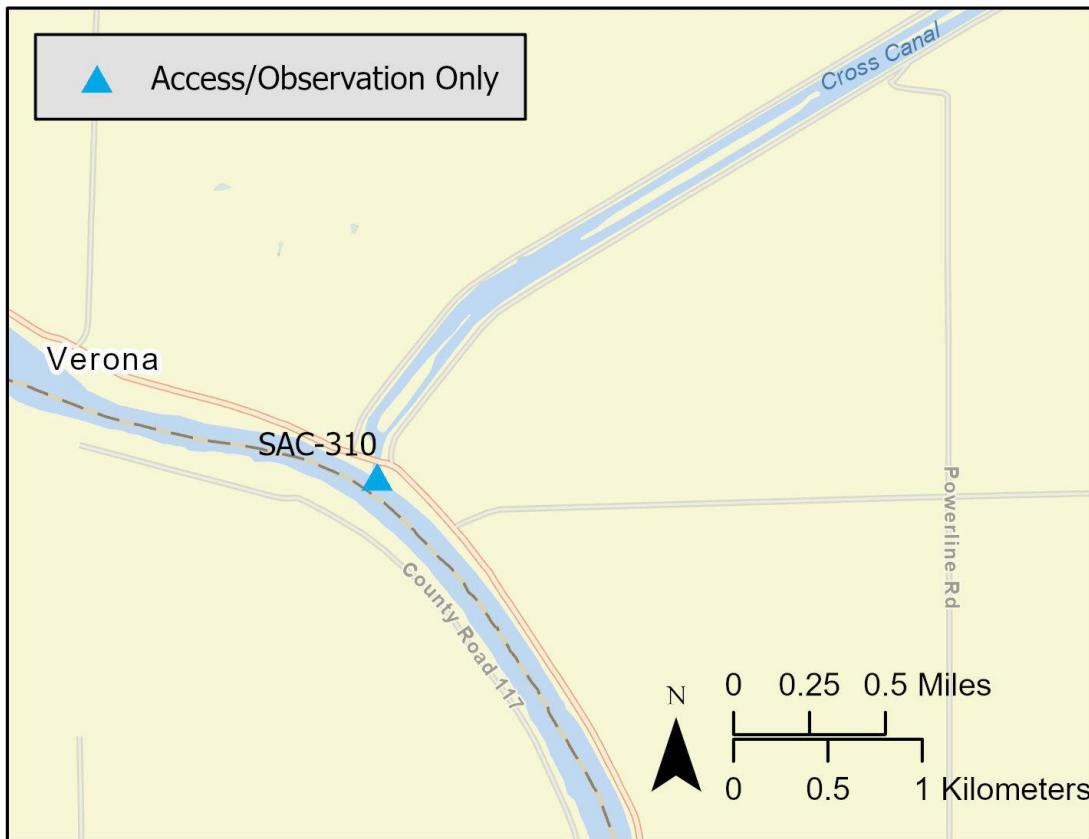 Access/Observation Only
Cross Canal
Verona
SAC-310
Powerline Rd
County Road 117
N
0 0.25 0.5 Miles
0 0.5 1 Kilometers